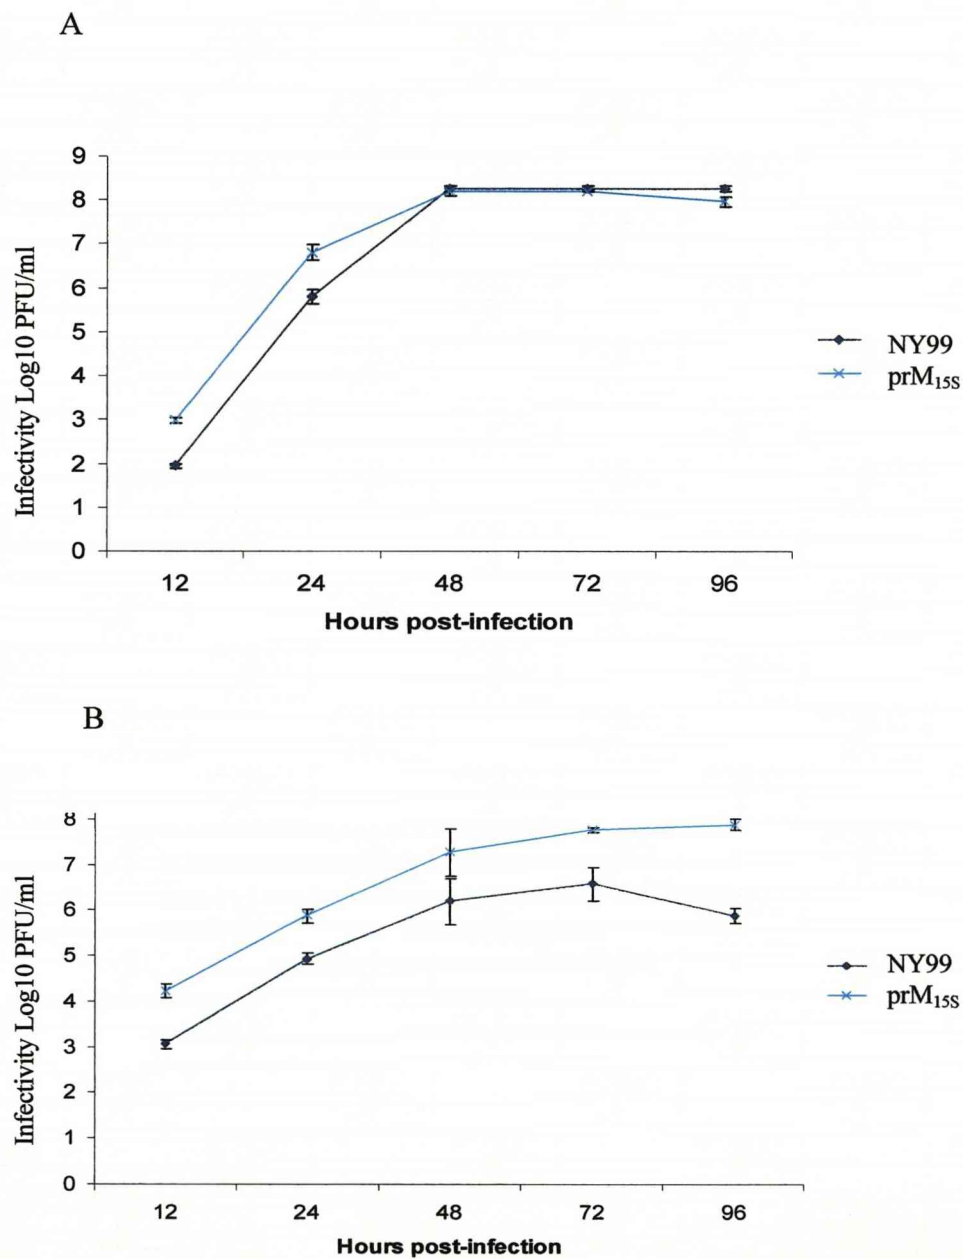 A
9
8
7
6
5
4
3
2
1
0
Infectivity Log10 PFU/ml
12 24 48 72 96
Hours post-infection
NY99
prM15S
B
8
7
6
5
4
3
2
1
0
Infectivity Log10 PFU/ml
12 24 48 72 96
Hours post-infection
NY99
prM15S